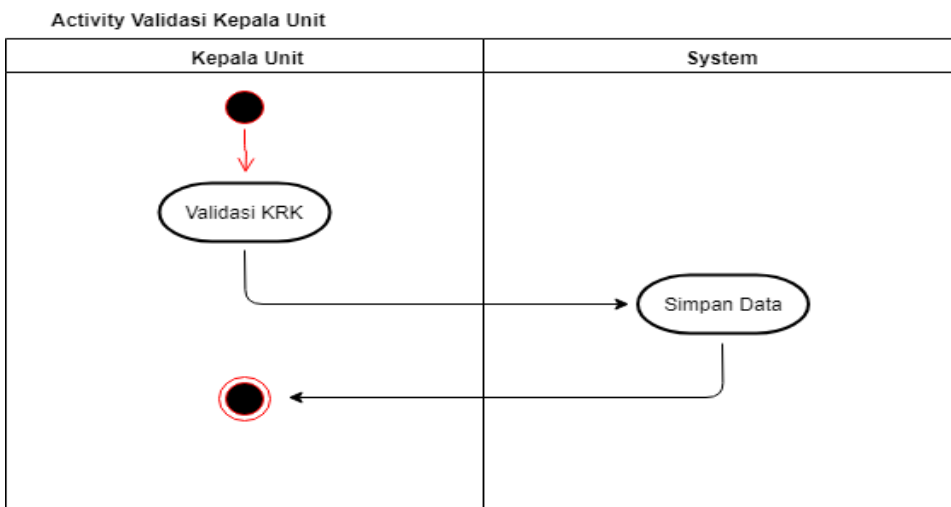 Activity Validasi Kepala Unit
Kepala Unit
System
Validasi KRK
Simpan Data